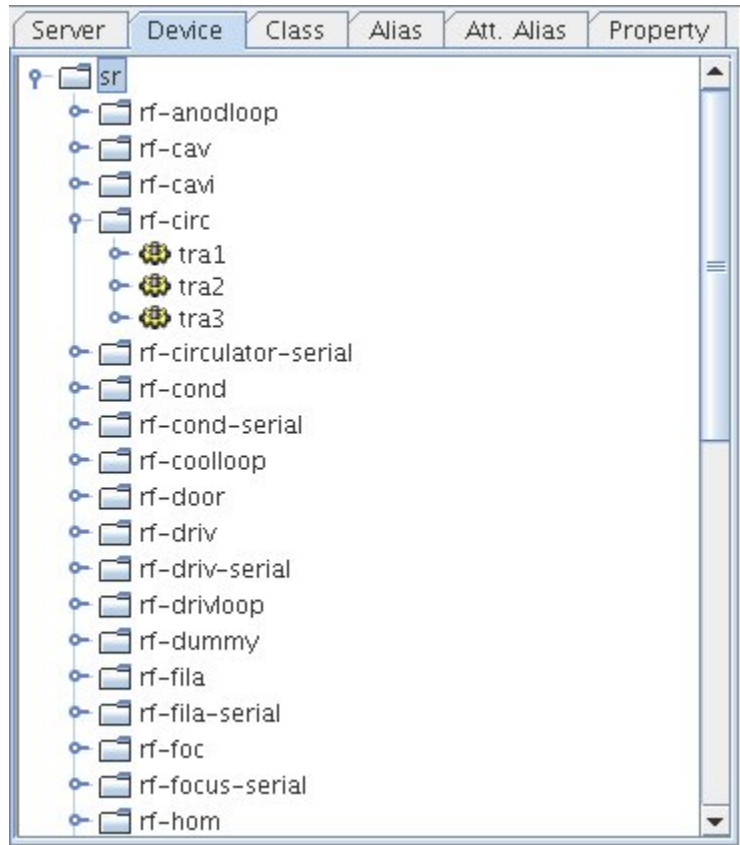 Server Device Class Alias Att. Alias Property
sr
rf-anodloop
rf-cav
rf-cavi
rf-circ
tra1
tra2
tra3
rf-circulator-serial
rf-cond
rf-cond-serial
rf-coolloop
rf-door
rf-driv
rf-driv-serial
rf-drivloop
rf-dummy
rf-fila
rf-fila-serial
rf-foc
rf-focus-serial
rf-hom